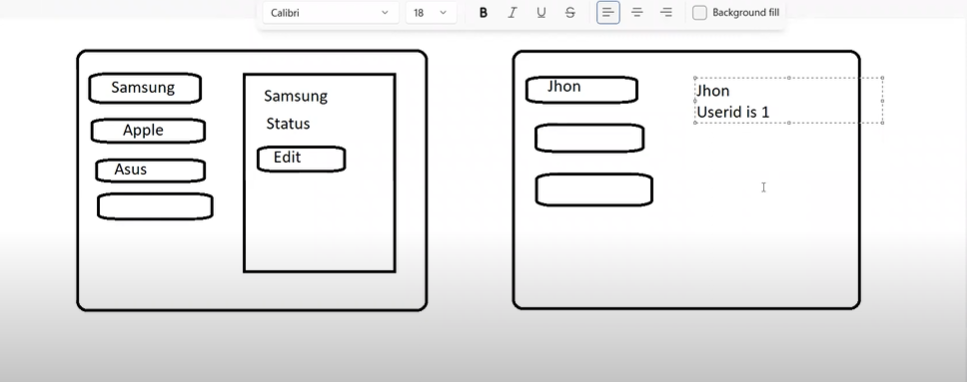 Calibri
18
B I U S
Background fill
Samsung
Apple
Asus
Samsung
Status
Edit
Jhon
Jhon
Userid is 1